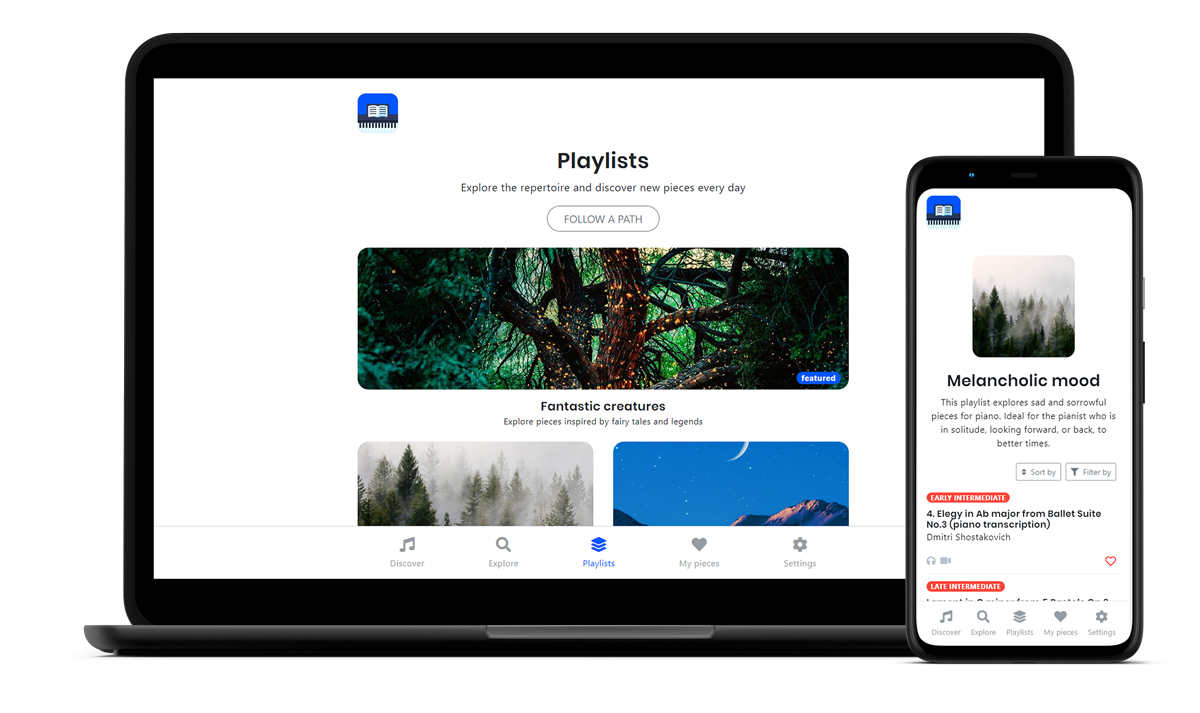 Playlists
Explore the repertoire and discover new pieces every day
FOLLOW A PATH
featured
Fantastic creatures
Explore pieces inspired by fairy tales and legends
Discover
Explore
Playlists
My pieces
Settings
Melancholic mood
This playlist explores sad and sorrowful
pieces for piano. Ideal for the pianist who is
in solitude, looking forward, or back, to
better times.
Sort by
Filter by
EARLY INTERMEDIATE
4. Elegy in Ab major from Ballet Suite
No.3 (piano transcription)
Dmitri Shostakovich
LATE INTERMEDIATE
Discover
Explore
Playlists
My pieces
Settings